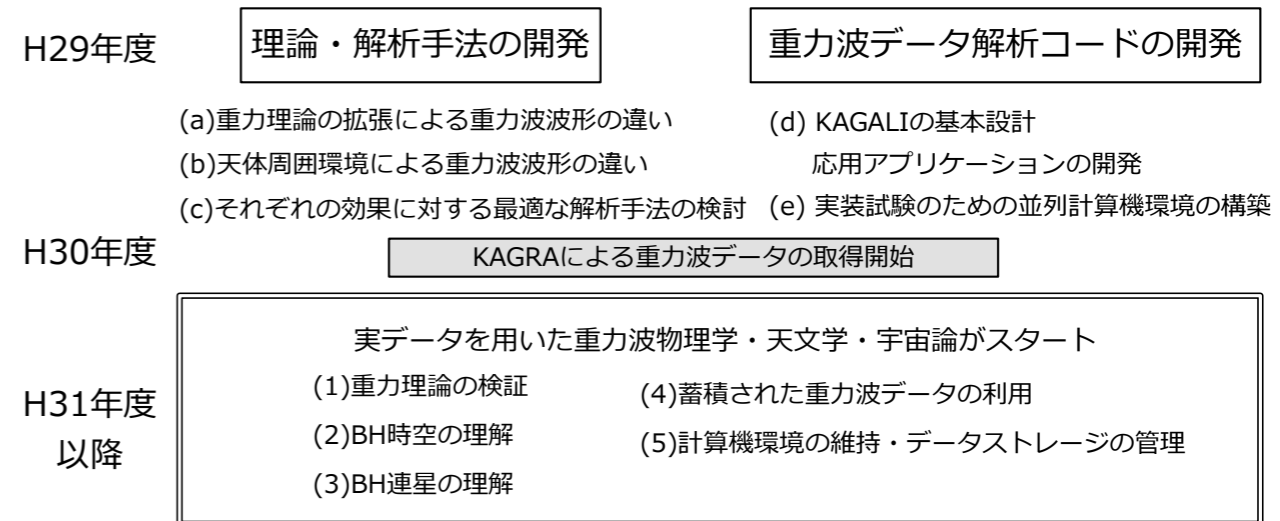 H29年度
理論・解析手法の開発
重力波データ解析コードの開発
(a)重力理論の拡張による重力波波形の違い
(b)天体周囲環境による重力波波形の違い
(c)それぞれの効果に対する最適な解析手法の検討
(d) KAGALIの基本設計
応用アプリケーションの開発
(e) 実装試験のための並列計算機環境の構築
H30年度
KAGRAによる重力波データの取得開始
H31年度
以降
実データを用いた重力波物理学・天文学・宇宙論がスタート
(1)重力理論の検証
(2)BH時空の理解
(3)BH連星の理解
(4)蓄積された重力波データの利用
(5)計算機環境の維持・データストレージの管理